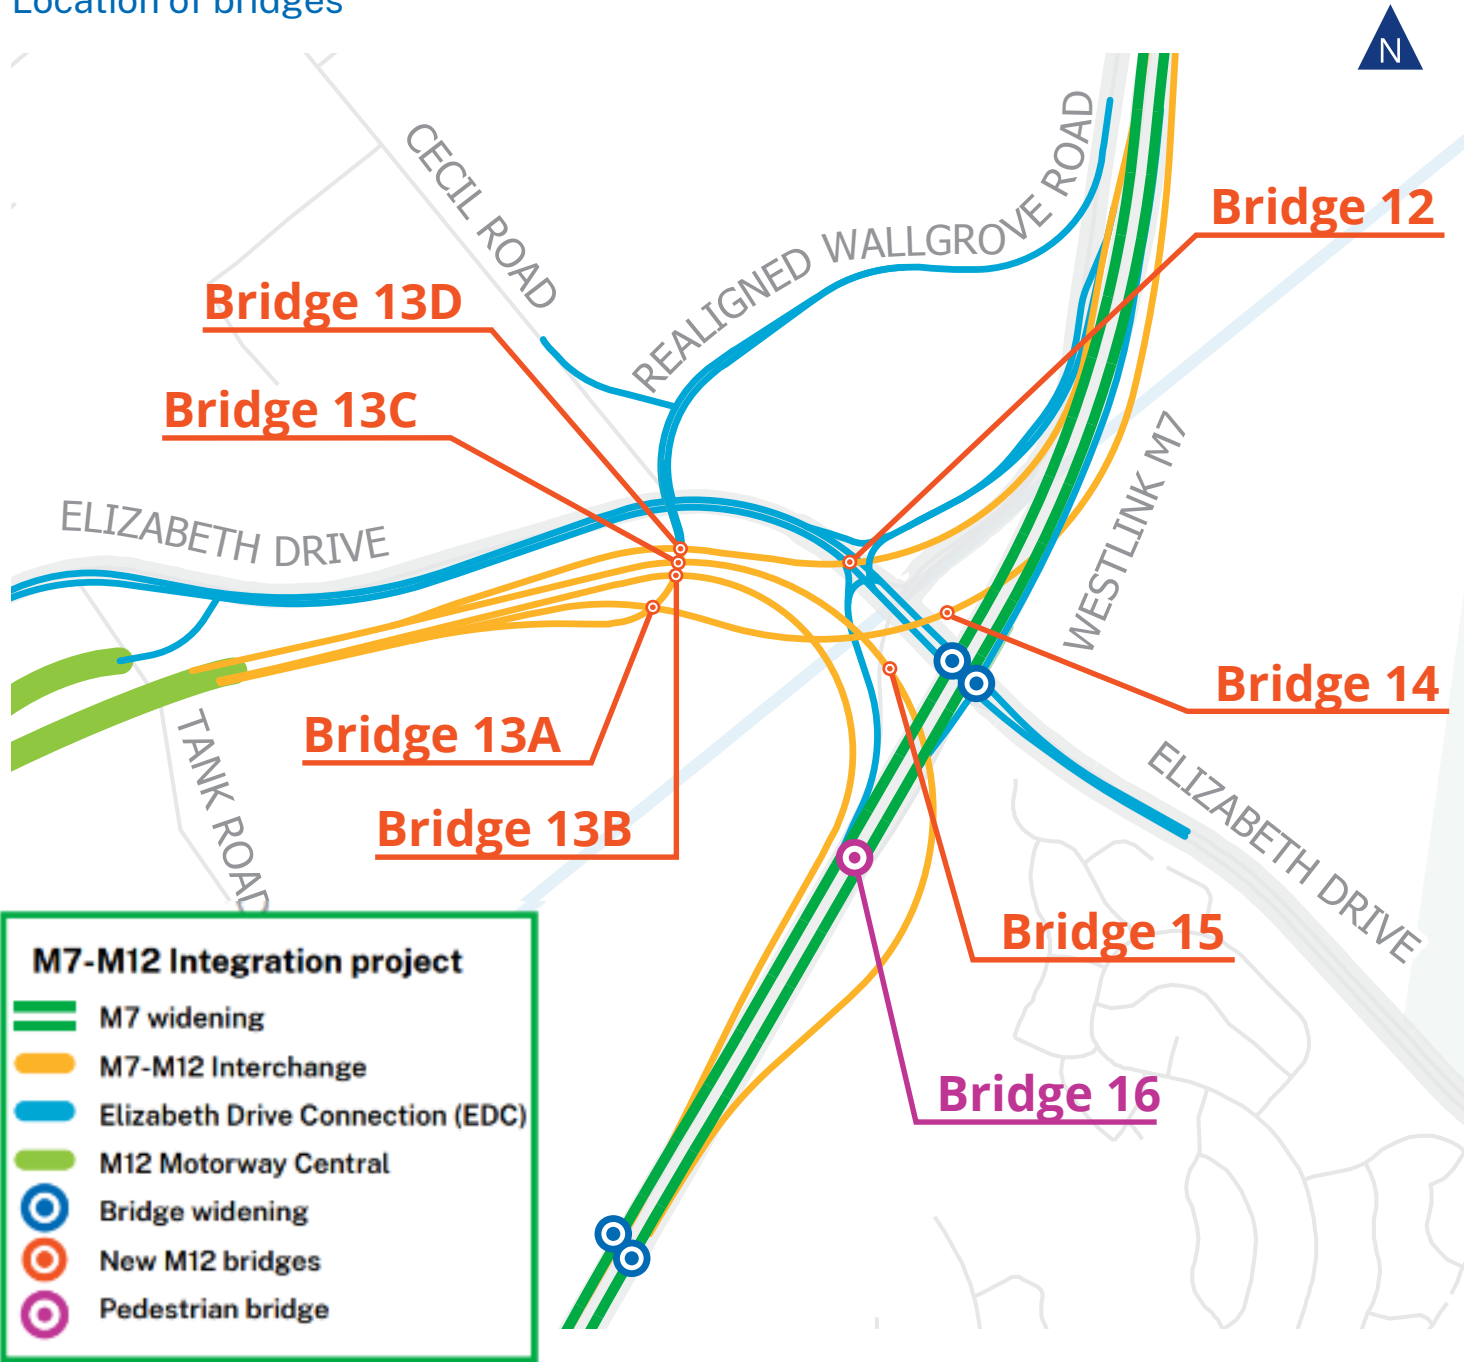 Location of bridges
N
CECIL ROAD
REALIGNED WALLGROVE ROAD
Bridge 12
Bridge 13D
Bridge 13C
WESTLINK M7
ELIZABETH DRIVE
Bridge 14
Bridge 13A
TANK ROAD
Bridge 13B
ELIZABETH DRIVE
Bridge 15
Bridge 16
M7-M12 Integration project
M7 widening
M7-M12 Interchange
Elizabeth Drive Connection (EDC)
M12 Motorway Central
Bridge widening
New M12 bridges
Pedestrian bridge